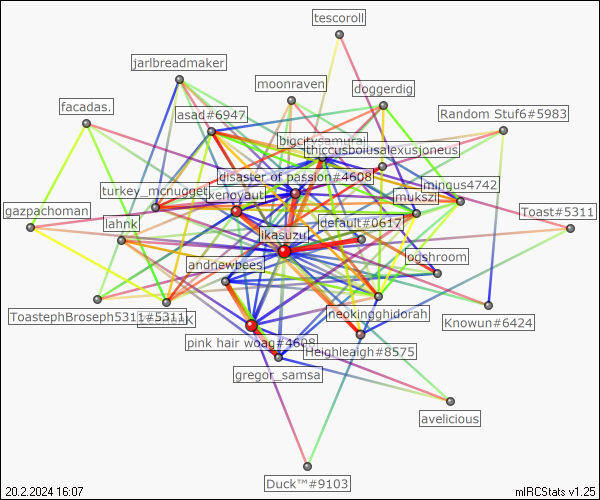 tescoroll
jarlbreadmaker
moonraven
doggerdig
facadas.
asad#6947
Random Stuf6#5983
bigcitysamurai
thiccusbolusalexusjoneus
disaster of passion#4608
mingus4742
turkey_mcnugget
xenoyaut
mukszi
gazpachoman
lahnk
default#0617
Toast#5311
ikasuzu
andnewbees
ogshroom
ToastephBroseph5311#5311
neokingghidorah
Knowun#6424
pink hair woag#4608
Heighleaigh#8575
gregor_samsa
avelicious
Duck™#9103
20.2.2024 16:07
mIRCStats v1.25